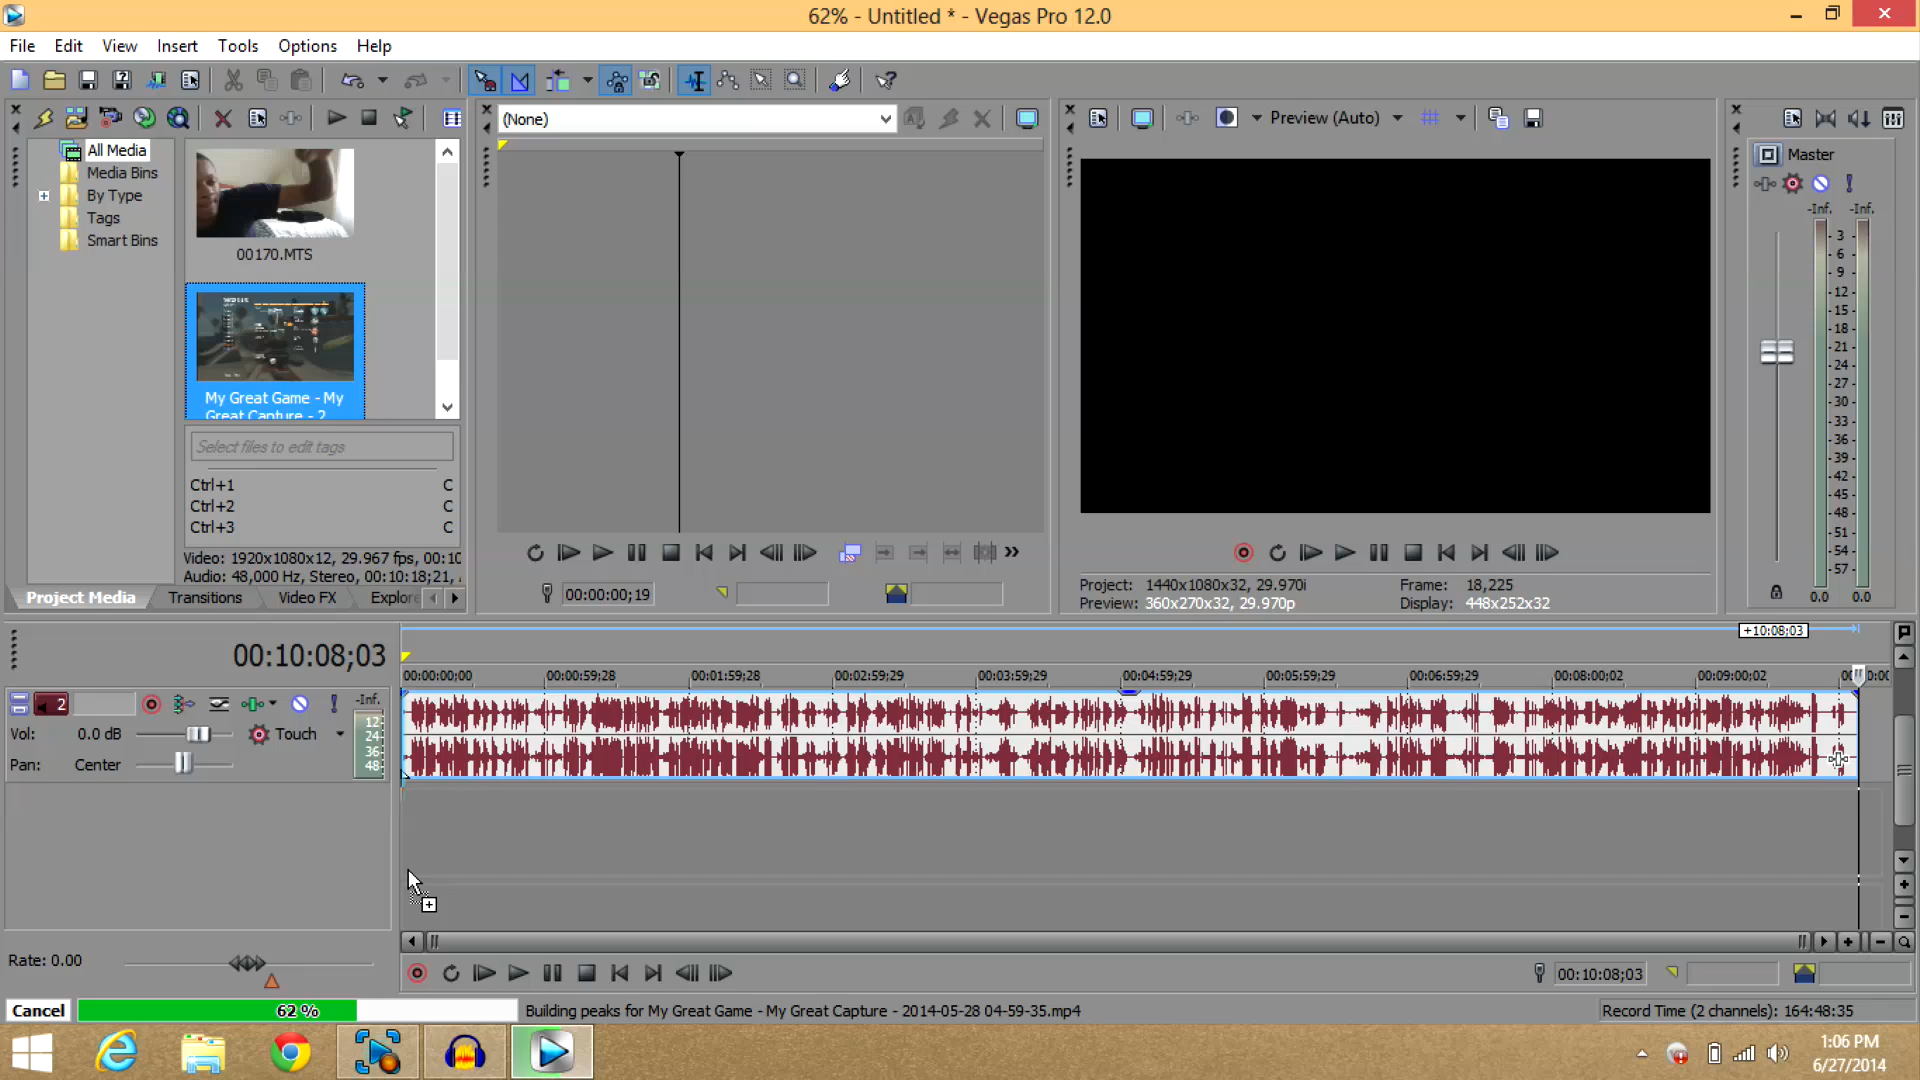 62% - Untitled * - Vegas Pro 12.0
File Edit View Insert Tools Options Help
(None)
Preview (Auto)
All Media
Media Bins
By Type
Tags
Smart Bins
00170.MTS
My Great Game - My
Great Capture - 2
Select files to edit tags
Ctrl+1 C
Ctrl+2 C
Ctrl+3 C
Video: 1920x1080x12, 29.967 fps, 00:10
Audio: 48,000 Hz, Stereo, 00:10:18;21,
Project Media Transitions Video FX Explore
00:00:00;19
Project: 1440x1080x32, 29.970i
Preview: 360x270x32, 29.970p
Frame: 18,225
Display: 448x252x32
Master
-Inf. -Inf.
- 3 -
- 6 -
- 9 -
- 12 -
- 15 -
- 18 -
- 21 -
- 24 -
- 27 -
- 30 -
- 33 -
- 36 -
- 39 -
- 42 -
- 45 -
- 48 -
- 51 -
- 54 -
- 57 -
0.0 0.0
00:10:08;03
+10:08;03
00:00:00;00 00:00:59;28 00:01:59;28 00:02:59;29 00:03:59;29 00:04:59;29 00:05:59;29 00:06:59;29 00:08:00;02 00:09:00;02
2
-Inf.
12
24
36
48
Vol: 0.0 dB Touch
Pan: Center
Rate: 0.00
00:10:08;03
Cancel 62 % Building peaks for My Great Game - My Great Capture - 2014-05-28 04-59-35.mp4
Record Time (2 channels): 164:48:35
1:06 PM
6/27/2014